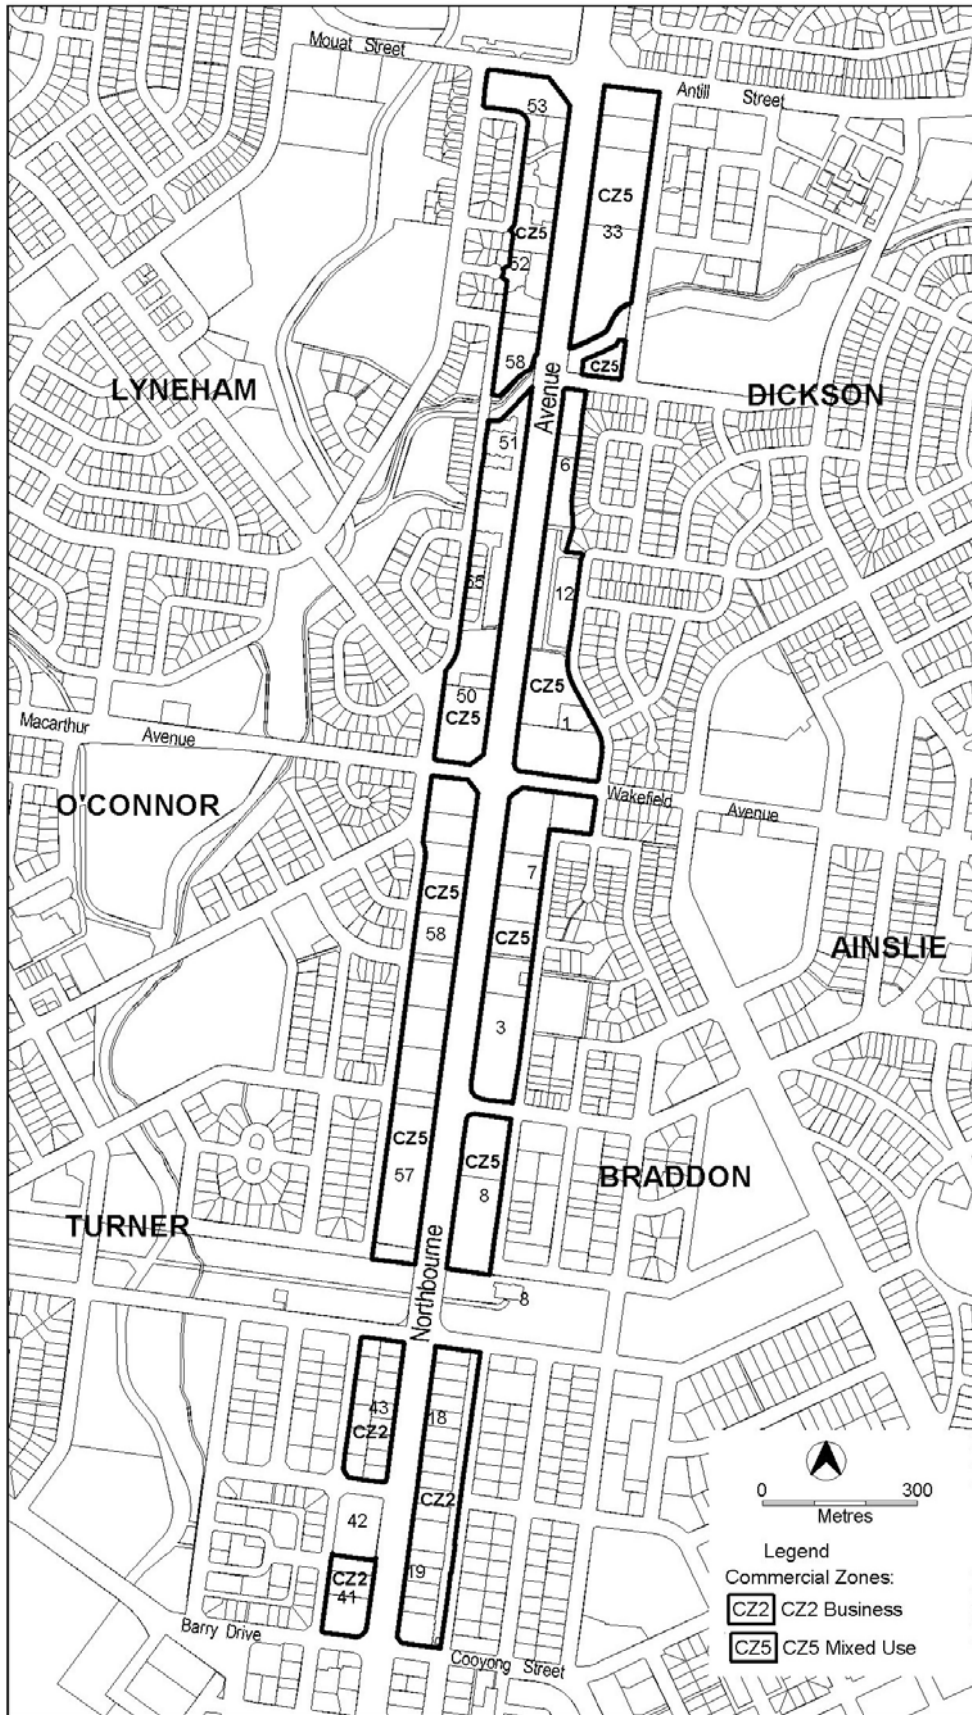 Mouat Street
Antill Street
53
CZ5
33
CZ5
52
58
CZ5
Avenue
LYNEHAM
DICKSON
51
6
65
12
CZ5
50
CZ5
1
Macarthur Avenue
Wakefield Avenue
O'CONNOR
7
CZ5
58
CZ5
AINSLIE
3
CZ5
57
CZ5
8
BRADDON
TURNER
Northbourne
8
43
CZ2
18
CZ2
42
19
CZ2
41
Barry Drive
Cooyong Street
0 300
Metres
Legend
Commercial Zones:
CZ2 CZ2 Business
CZ5 CZ5 Mixed Use